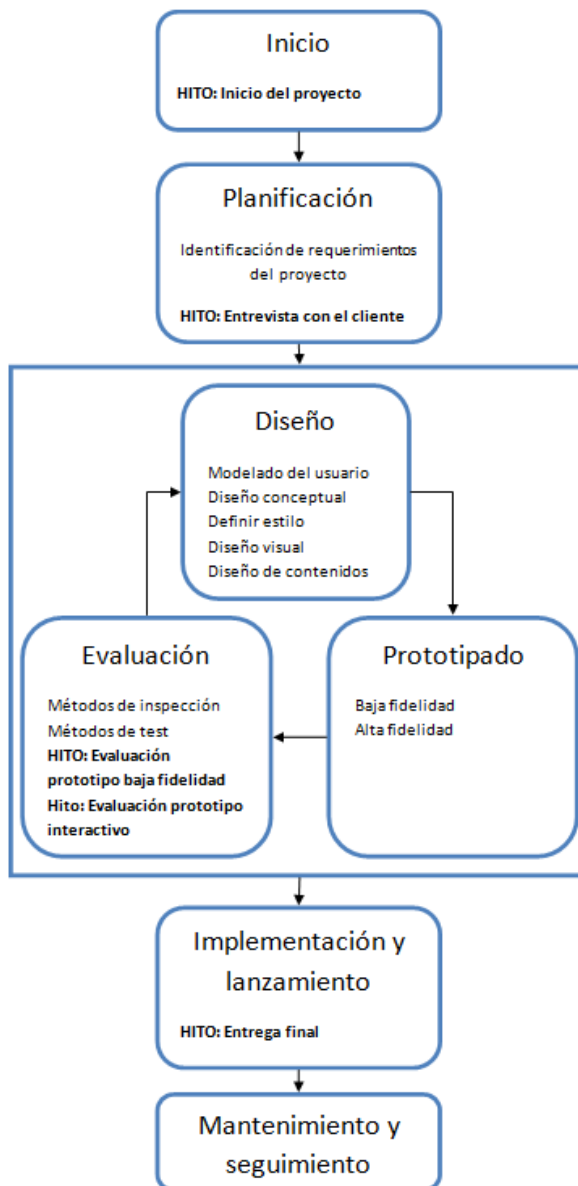 Inicio
HITO: Inicio del proyecto
Planificación
Identificación de requerimientos
del proyecto
HITO: Entrevista con el cliente
Diseño
Modelado del usuario
Diseño conceptual
Definir estilo
Diseño visual
Diseño de contenidos
Evaluación
Métodos de inspección
Métodos de test
HITO: Evaluación
prototipo baja fidelidad
Hito: Evaluación prototipo
interactivo
Prototipado
Baja fidelidad
Alta fidelidad
Implementación y
lanzamiento
HITO: Entrega final
Mantenimiento y
seguimiento